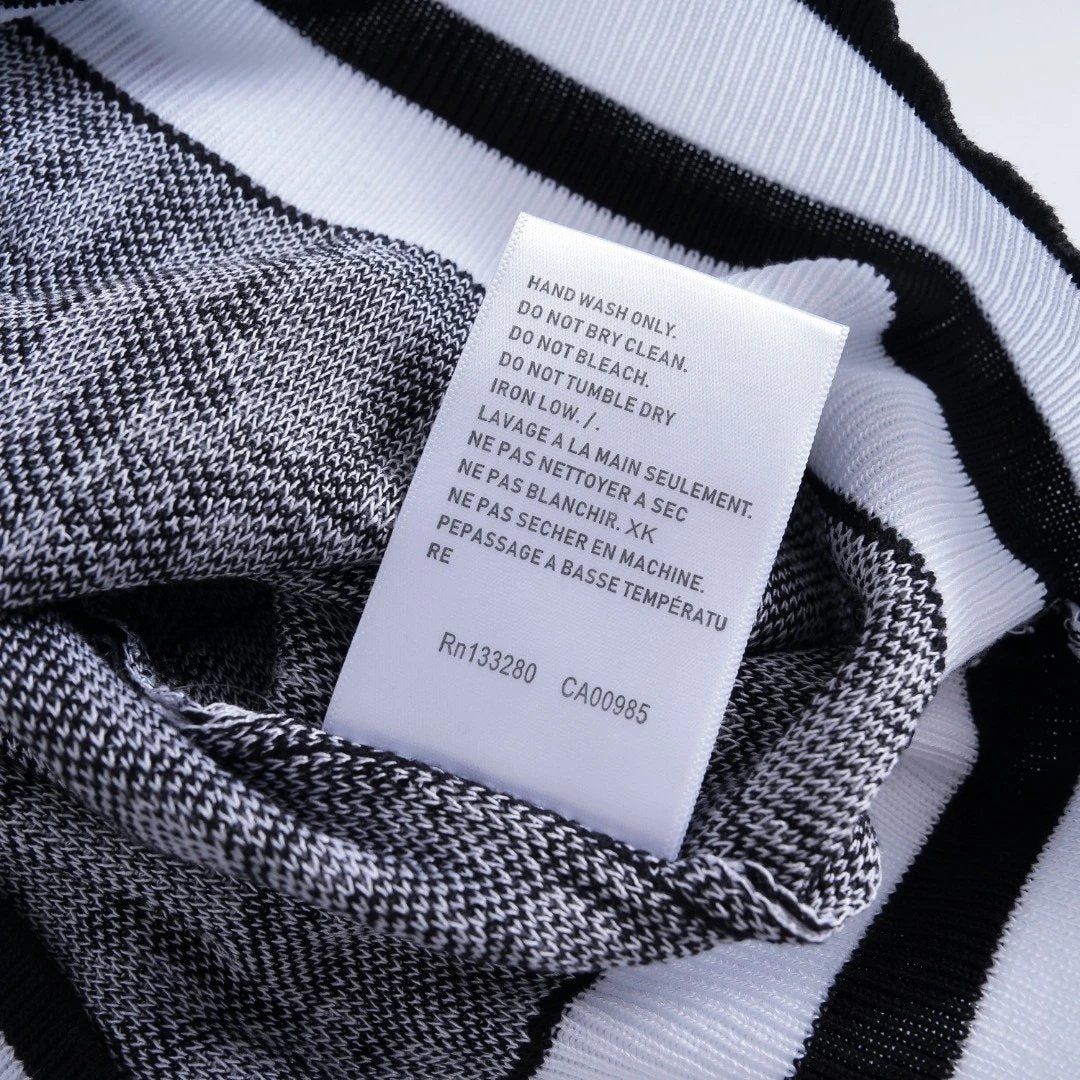 HAND WASH ONLY.
DO NOT BRY CLEAN.
DO NOT BLEACH.
DO NOT TUMBLE DRY
IRON LOW. /.
LAVAGE A LA MAIN SEULEMENT.
NE PAS NETTOYER A SEC
NE PAS BLANCHIR. XK
NE PAS SECHER EN MACHINE.
PEPASSAGE A BASSE TEMPÉRATU
RE
Rn133280 CA00985